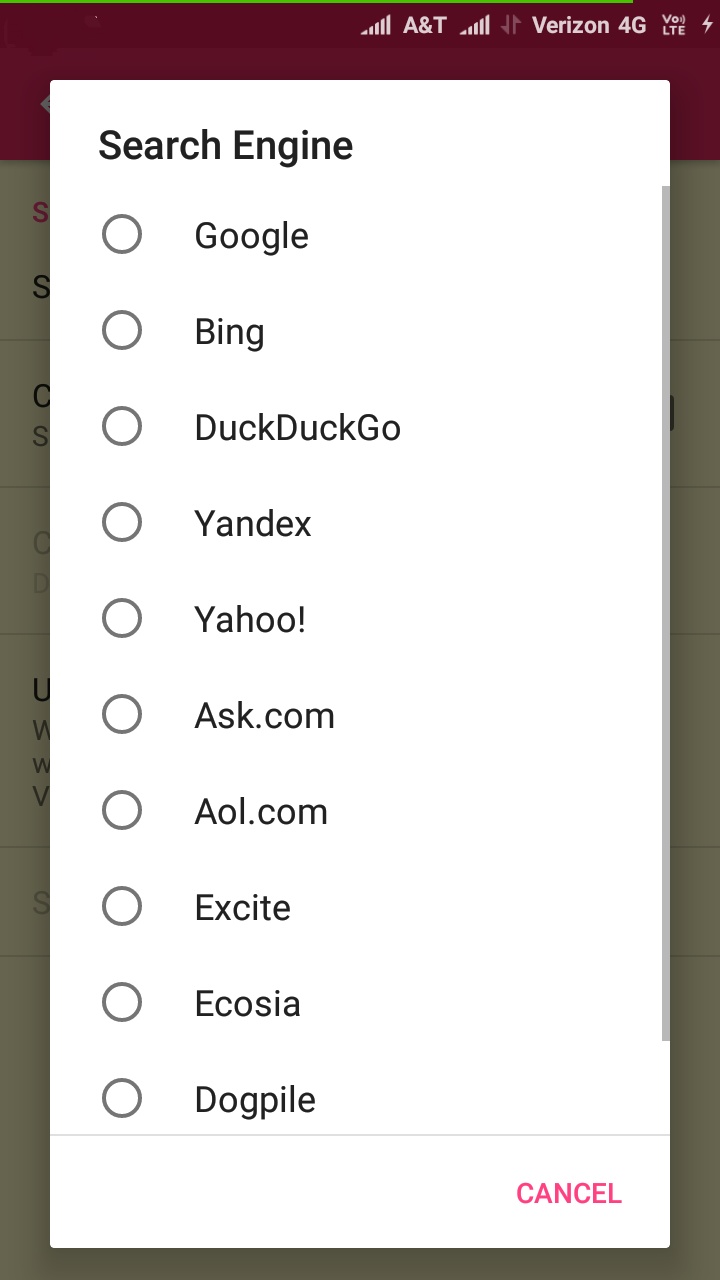 A&T Verizon 4G Vo)) LTE
Search Engine
Google
Bing
DuckDuckGo
Yandex
Yahoo!
Ask.com
Aol.com
Excite
Ecosia
Dogpile
CANCEL